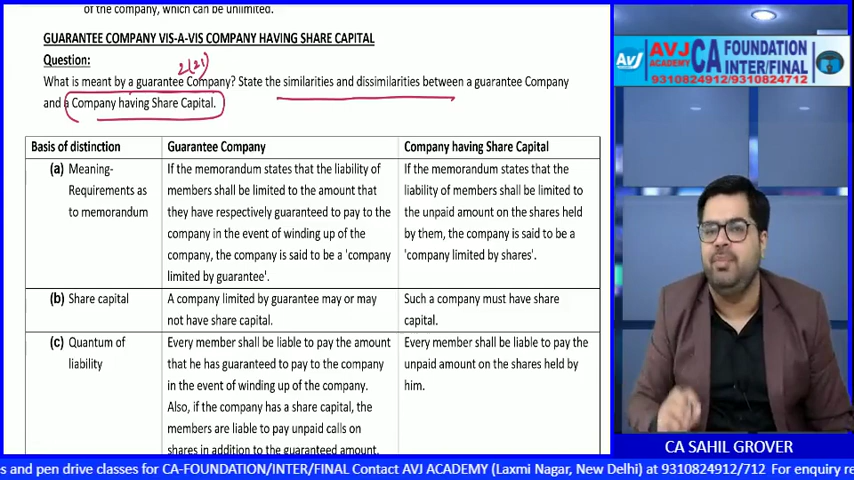 of the company, which can be unlimited.
GUARANTEE COMPANY VIS-A-VIS COMPANY HAVING SHARE CAPITAL
Question:
2(21)
What is meant by a guarantee Company? State the similarities and dissimilarities between a guarantee Company
and a Company having Share Capital.
Basis of distinction
Guarantee Company
Company having Share Capital
(a) Meaning-
Requirements as
to memorandum
If the memorandum states that the liability of
members shall be limited to the amount that
they have respectively guaranteed to pay to the
company in the event of winding up of the
company, the company is said to be a 'company
limited by guarantee'.
If the memorandum states that the
liability of members shall be limited to
the unpaid amount on the shares held
by them, the company is said to be a
'company limited by shares'.
(b) Share capital
A company limited by guarantee may or may
not have share capital.
Such a company must have share
capital.
(c) Quantum of
liability
Every member shall be liable to pay the amount
that he has guaranteed to pay to the company
in the event of winding up of the company.
Also, if the company has a share capital, the
members are liable to pay unpaid calls on
shares in addition to the guaranteed amount.
Every member shall be liable to pay the
unpaid amount on the shares held by
him.
AVJ
AVJ
ACADEMY
CA
FOUNDATION
INTER/FINAL
9310824912/9310824712
CA SAHIL GROVER
es and pen drive classes for CA-FOUNDATION/INTER/FINAL Contact AVJ ACADEMY (Laxmi Nagar, New Delhi) at 9310824912/712 For enquiry re